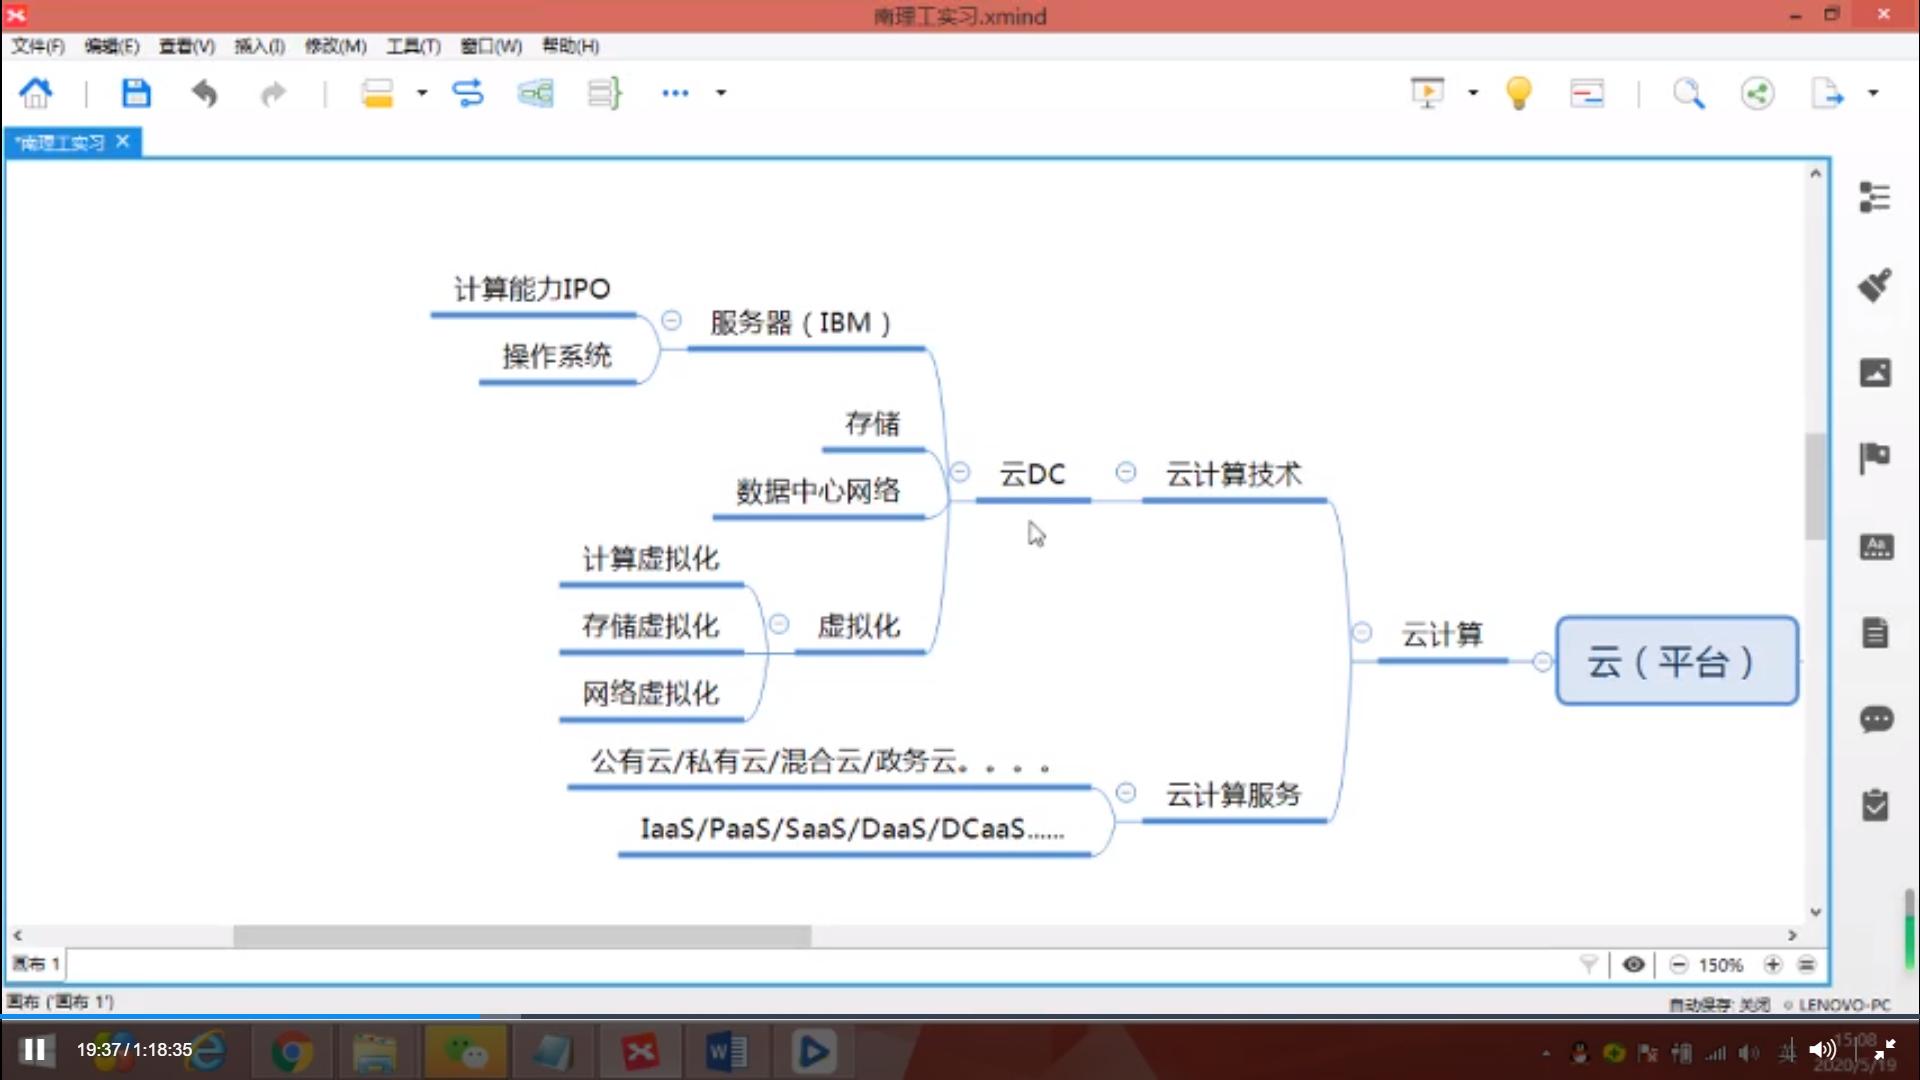 南理工实习.xmind
文件(F) 编辑(E) 查看(V) 插入(I) 修改(M) 工具(T) 窗口(W) 帮助(H)
*南理工实习
计算能力IPO
服务器（IBM）
操作系统
存储
云DC
云计算技术
数据中心网络
计算虚拟化
存储虚拟化
虚拟化
云计算
云（平台）
网络虚拟化
公有云/私有云/混合云/政务云。。。。
云计算服务
IaaS/PaaS/SaaS/DaaS/DCaaS......
画布 1
150%
画布 ('画布 1')
自动保存: 关闭
LENOVO-PC
19:37/1:18:35
英
15:08
2020/5/19